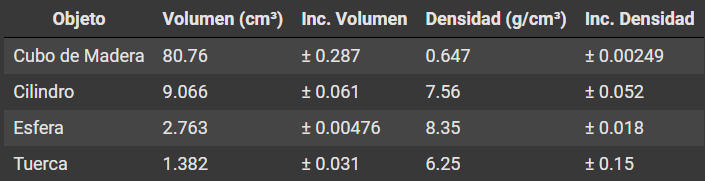 Objeto Volumen (cm³) Inc. Volumen Densidad (g/cm³) Inc. Densidad
Cubo de Madera 80.76 ± 0.287 0.647 ± 0.00249
Cilindro 9.066 ± 0.061 7.56 ± 0.052
Esfera 2.763 ± 0.00476 8.35 ± 0.018
Tuerca 1.382 ± 0.031 6.25 ± 0.15